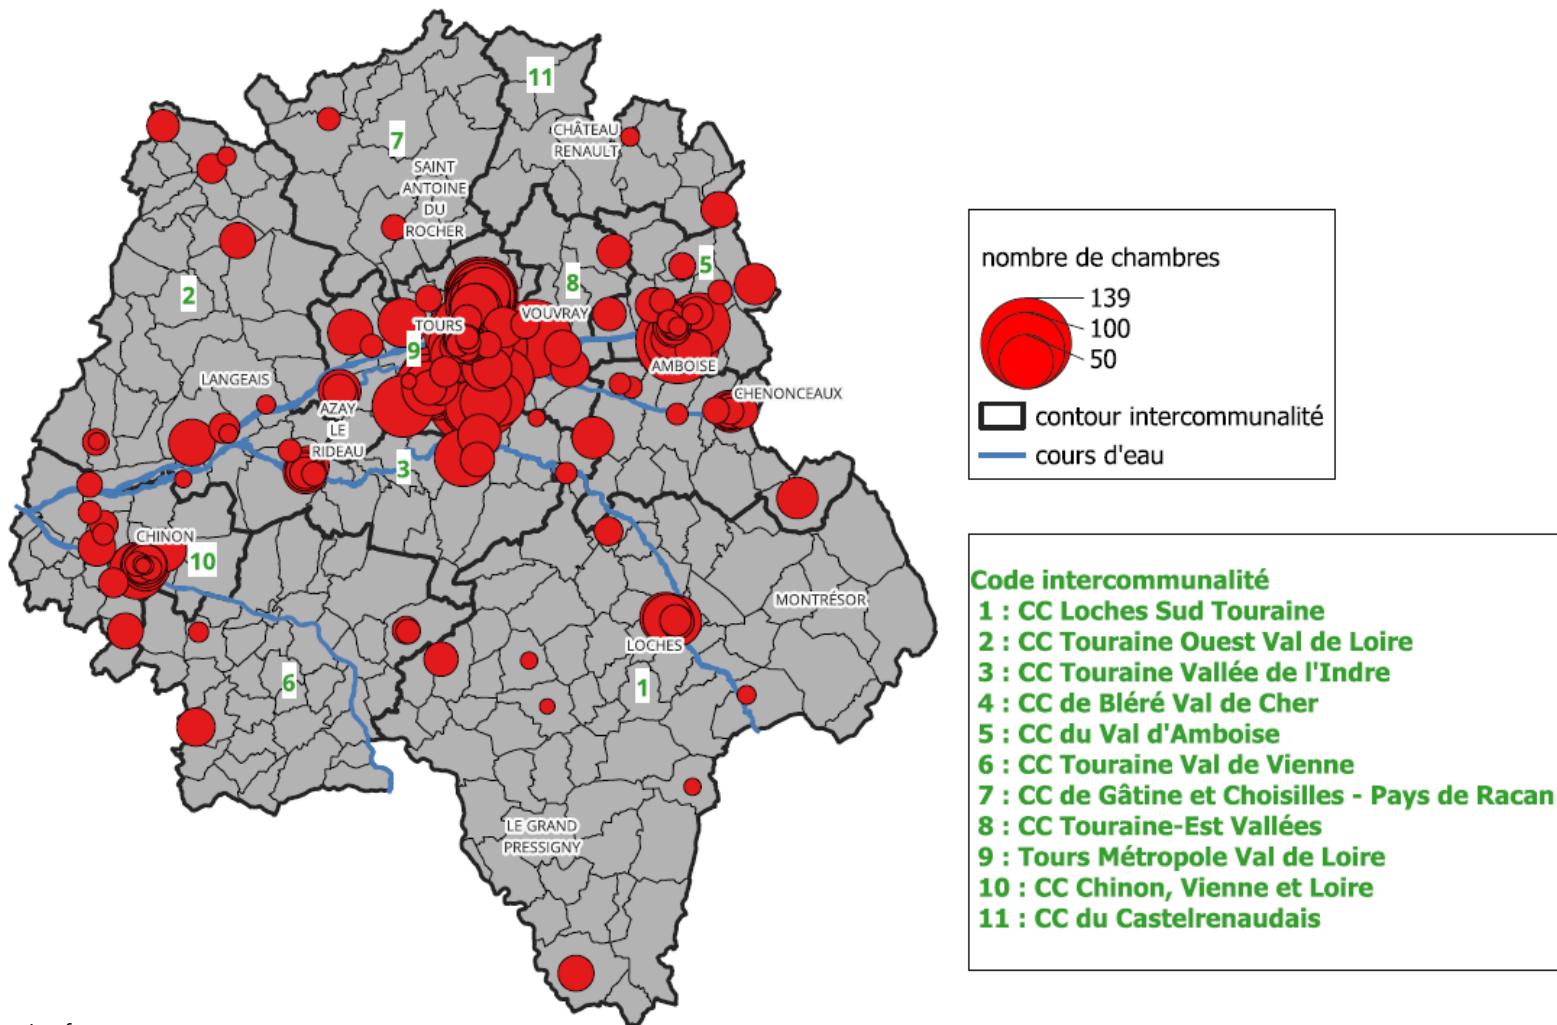 11
CHÂTEAU
RENAULT
7
SAINT
ANTOINE
DU
ROCHER
5
8
2
VOUVRAY
TOURS
9
AMBOISE
LANGEAIS
CHENONCEAUX
AZAY
LE
RIDEAU
3
CHINON
10
MONTRÉSOR
LOCHES
6
1
LE GRAND
PRESSIGNY
nombre de chambres
139
100
50
contour intercommunalité
cours d'eau
Code intercommunalité
1 : CC Loches Sud Touraine
2 : CC Touraine Ouest Val de Loire
3 : CC Touraine Vallée de l'Indre
4 : CC de Bléré Val de Cher
5 : CC du Val d'Amboise
6 : CC Touraine Val de Vienne
7 : CC de Gâtine et Choisilles - Pays de Racan
8 : CC Touraine-Est Vallées
9 : Tours Métropole Val de Loire
10 : CC Chinon, Vienne et Loire
11 : CC du Castelrenaudais